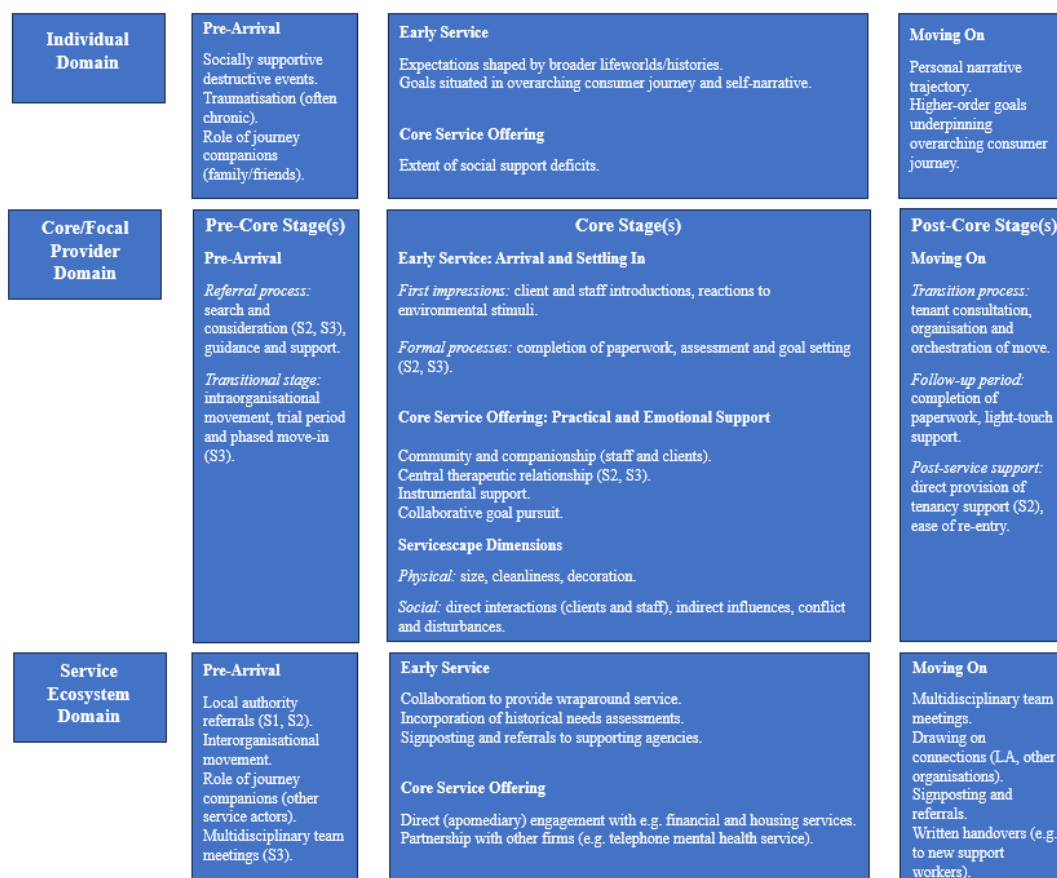 Individual
Domain
Pre-Arrival
Socially supportive
destructive events.
Traumatisation (often
chronic).
Role of journey
companions
(family/friends).
Early Service
Expectations shaped by broader lifeworlds/histories.
Goals situated in overarching consumer journey and self-narrative.
Core Service Offering
Extent of social support deficits.
Moving On
Personal narrative
trajectory.
Higher-order goals
underpinning
overarching consumer
journey.
Core/Focal
Provider
Domain
Pre-Core Stage(s)
Pre-Arrival
Referral process:
search and
consideration (S2, S3),
guidance and support.
Transitional stage:
intraorganisational
movement, trial period
and phased move-in
(S3).
Core Stage(s)
Early Service: Arrival and Settling In
First impressions: client and staff introductions, reactions to
environmental stimuli.
Formal processes: completion of paperwork, assessment and goal setting
(S2, S3).
Core Service Offering: Practical and Emotional Support
Community and companionship (staff and clients).
Central therapeutic relationship (S2, S3).
Instrumental support.
Collaborative goal pursuit.
Servicescape Dimensions
Physical: size, cleanliness, decoration.
Social: direct interactions (clients and staff), indirect influences, conflict
and disturbances.
Post-Core Stage(s)
Moving On
Transition process:
tenant consultation,
organisation and
orchestration of move.
Follow-up period:
completion of
paperwork, light-touch
support.
Post-service support:
direct provision of
tenancy support (S2),
ease of re-entry.
Service
Ecosystem
Domain
Pre-Arrival
Local authority
referrals (S1, S2).
Interorganisational
movement.
Role of journey
companions (other
service actors).
Multidisciplinary team
meetings (S3).
Early Service
Collaboration to provide wraparound service.
Incorporation of historical needs assessments.
Signposting and referrals to supporting agencies.
Core Service Offering
Direct (apomediary) engagement with e.g. financial and housing services.
Partnership with other firms (e.g. telephone mental health service).
Moving On
Multidisciplinary team
meetings.
Drawing on
connections (LA, other
organisations).
Signposting and
referrals.
Written handovers (e.g.
to new support
workers).